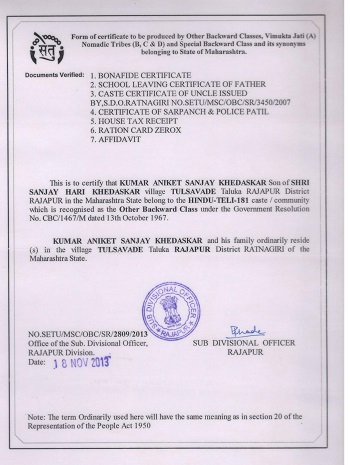 सेतु
Form of certificate to be produced by Other Backward Classes, Vimukta Jati (A)
Nomadic Tribes (B, C & D) and Special Backward Class and its synonyms
belonging to State of Maharashtra.
Documents Verified: 1. BONAFIDE CERTIFICATE
2. SCHOOL LEAVING CERTIFICATE OF FATHER
3. CASTE CERTIFICATE OF UNCLE ISSUED
BY,S.D.O.RATNAGIRI NO.SETU/MSC/OBC/SR/3450/2007
4. CERTIFICATE OF SARPANCH & POLICE PATIL
5. HOUSE TAX RECEIPT
6. RATION CARD ZEROX
7. AFFIDAVIT
This is to certify that KUMAR ANIKET SANJAY KHEDASKAR Son of SHRI
SANJAY HARI KHEDASKAR village TULSAVADE Taluka RAJAPUR District
RAJAPUR in the Maharashtra State belong to the HINDU-TELI-181 caste / community
which is recognised as the Other Backward Class under the Government Resolution
No. CBC/1467/M dated 13th October 1967.
KUMAR ANIKET SANJAY KHEDASKAR and his family ordinarily reside
(s) in the village TULSAVADE Taluka RAJAPUR District RATNAGIRI of the
Maharashtra State.
SUB DIVISIONAL OFFICER
RAJAPUR
NO.SETU/MSC/OBC/SR/2809/2013
Office of the Sub. Divisional Officer,
RAJAPUR Division.
Date: 18 NOV 2013
SUB DIVISIONAL OFFICER
RAJAPUR
Note: The term Ordinarily used here will have the same meaning as in section 20 of the
Representation of the People Act 1950